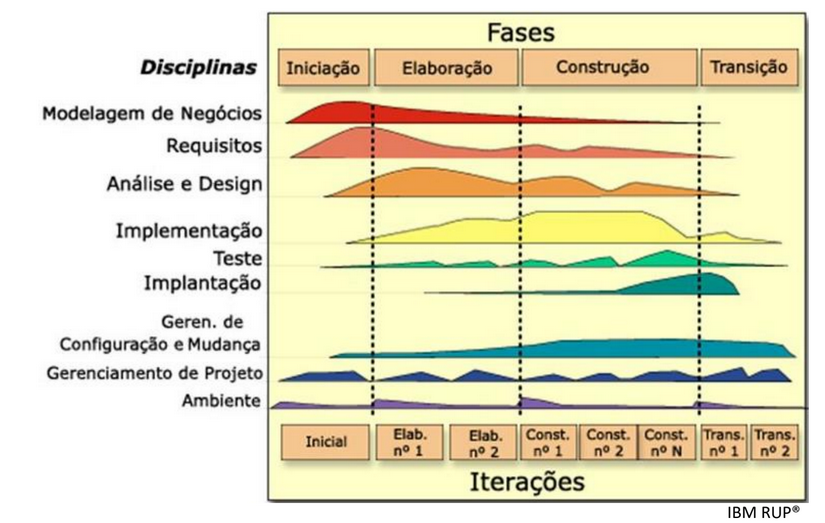 Fases
Disciplinas
Iniciação Elaboração Construção Transição
Modelagem de Negócios
Requisitos
Análise e Design
Implementação
Teste
Implantação
Geren. de
Configuração e Mudança
Gerenciamento de Projeto
Ambiente
Inicial
Elab.
nº 1
Elab.
nº 2
Const.
nº 1
Const.
nº 2
Const.
nº N
Trans.
nº 1
Trans.
nº 2
Iterações
IBM RUP®